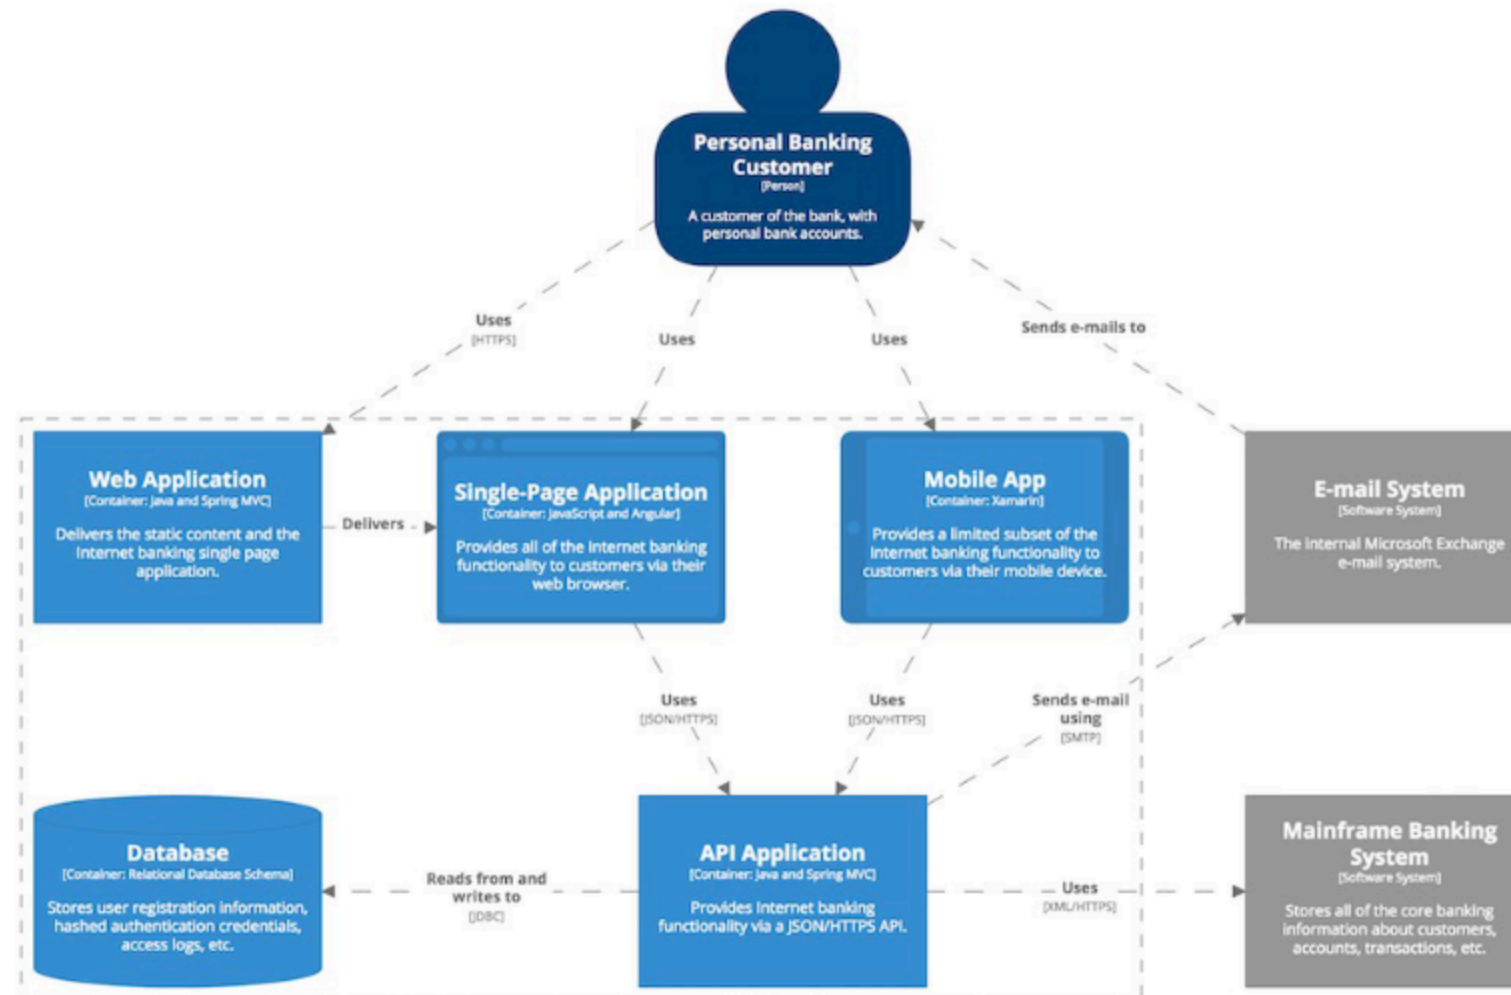 Personal Banking
Customer
[Person]
A customer of the bank, with
personal bank accounts.
Uses
[HTTPS]
Uses
Uses
Sends e-mails to
Web Application
[Container: Java and Spring MVC]
Delivers the static content and the
Internet banking single page
application.
Delivers
Single-Page Application
[Container: JavaScript and Angular]
Provides all of the Internet banking
functionality to customers via their
web browser.
Mobile App
[Container: Xamarin]
Provides a limited subset of the
Internet banking functionality to
customers via their mobile device.
E-mail System
[Software System]
The internal Microsoft Exchange
e-mail system.
Uses
[JSON/HTTPS]
Uses
[JSON/HTTPS]
Sends e-mail
using
[SMTP]
Database
[Container: Relational Database Schema]
Stores user registration information,
hashed authentication credentials,
access logs, etc.
Reads from and
writes to
[JDBC]
API Application
[Container: Java and Spring MVC]
Provides Internet banking
functionality via a JSON/HTTPS API.
Uses
[XML/HTTPS]
Mainframe Banking
System
[Software System]
Stores all of the core banking
information about customers,
accounts, transactions, etc.